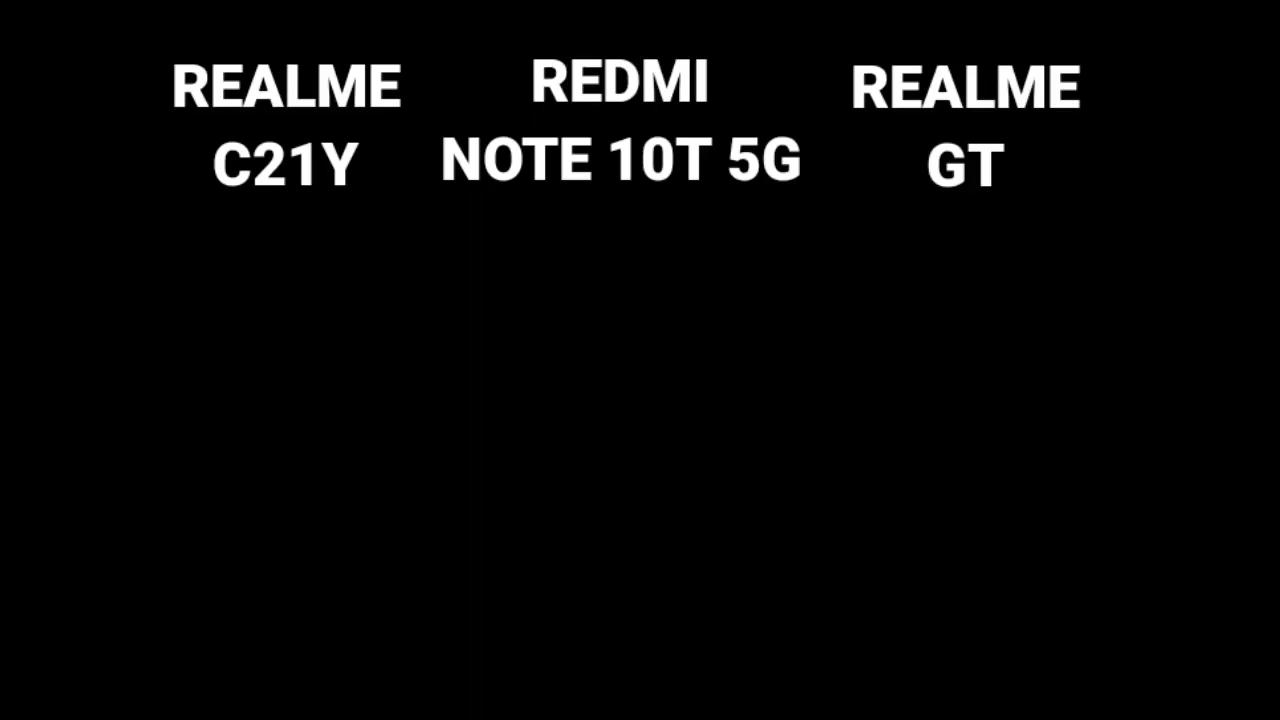 REALME
C21Y
REDMI
NOTE 10T 5G
REALME
GT